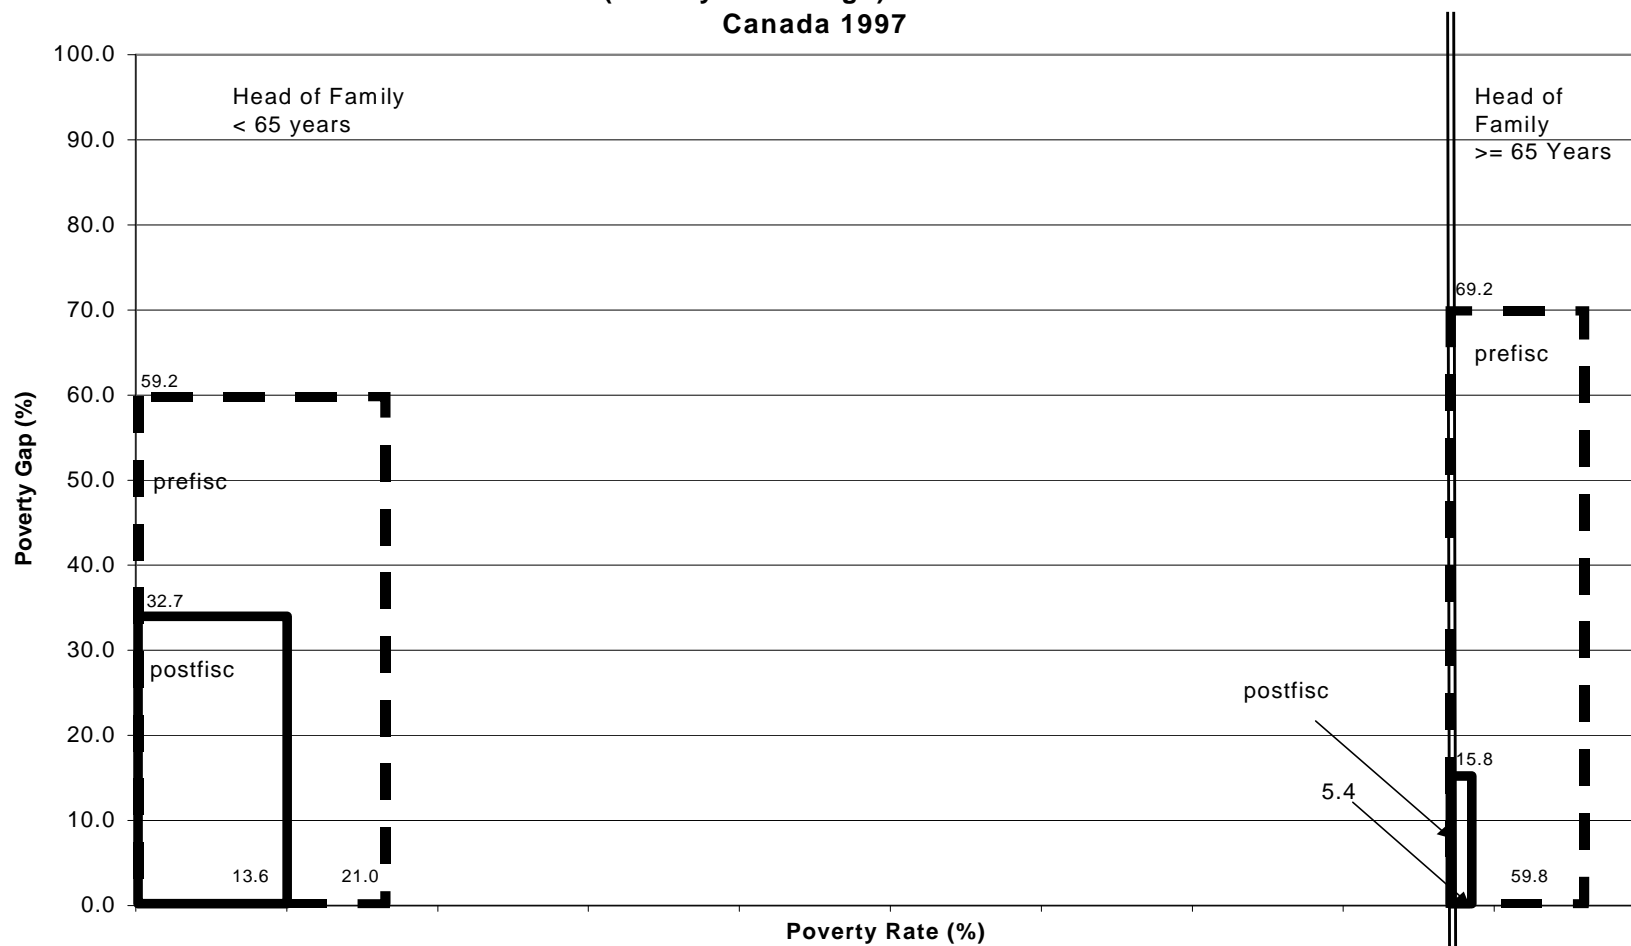 Canada 1997
100.0
90.0
80.0
70.0
60.0
50.0
40.0
30.0
20.0
10.0
0.0
Poverty Gap (%)
Head of Family
< 65 years
Head of
Family
>= 65 Years
69.2
prefisc
59.2
prefisc
32.7
postfisc
postfisc
15.8
5.4
13.6
21.0
59.8
Poverty Rate (%)